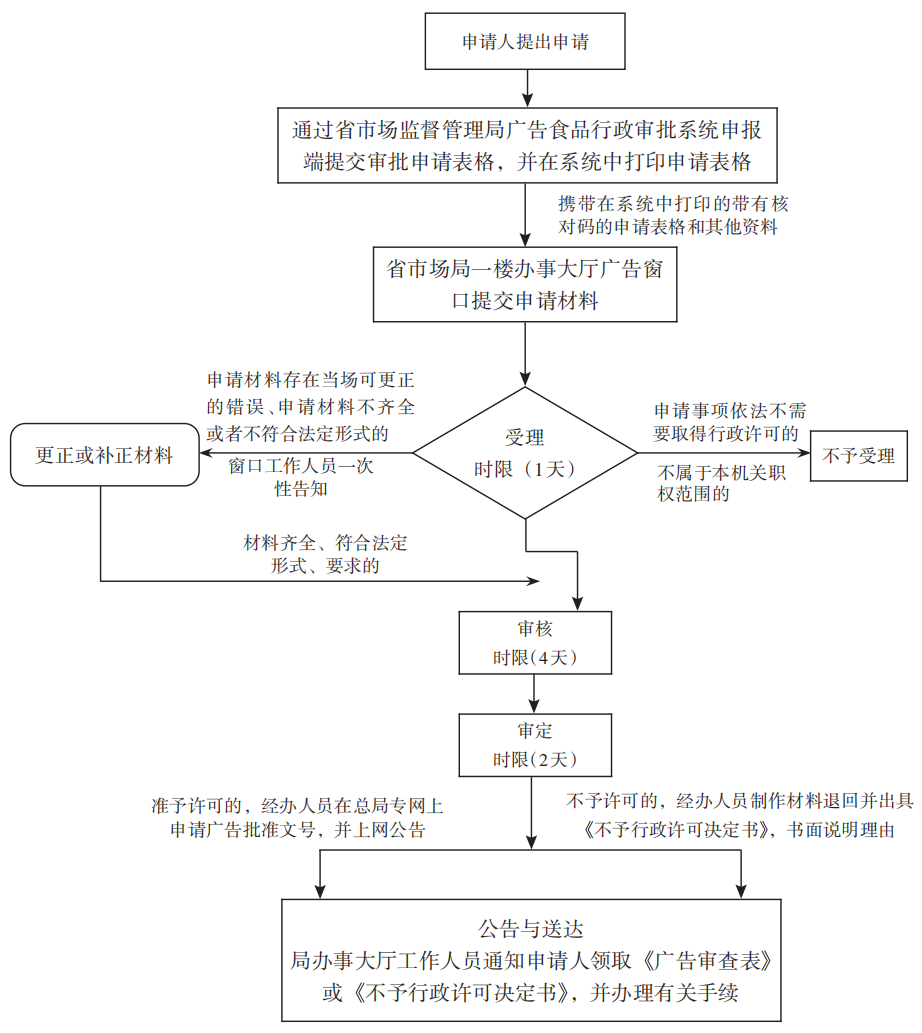 申请人提出申请
通过省市场监督管理局广告食品行政审批系统申报
端提交审批申请表格，并在系统中打印申请表格
携带在系统中打印的带有核
对码的申请表格和其他资料
省市场局一楼办事大厅广告窗
口提交申请材料
申请材料存在当场可更正
的错误、申请材料不齐全
或者不符合法定形式的
窗口工作人员一次
性告知
更正或补正材料
受理
时限（1天）
申请事项依法不需
要取得行政许可的
不属于本机关职
权范围的
不予受理
材料齐全、符合法定
形式、要求的
审核
时限（4天）
审定
时限（2天）
准予许可的，经办人员在总局专网上
申请广告批准文号，并上网公告
不予许可的，经办人员制作材料退回并出具
《不予行政许可决定书》，书面说明理由
公告与送达
局办事大厅工作人员通知申请人领取《广告审查表》
或《不予行政许可决定书》，并办理有关手续